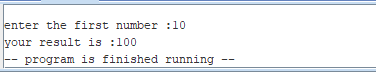 enter the first number :10
your result is :100
-- program is finished running --